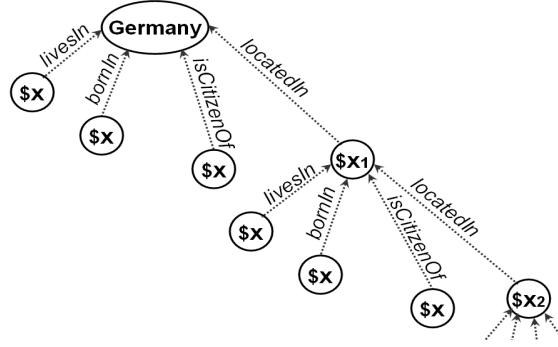 Germany
livesIn
bornIn
isCitizenOf
locatedIn
$x
$x
$x
$x1
livesIn
bornIn
isCitizenOf
locatedIn
$x
$x
$x
$x2